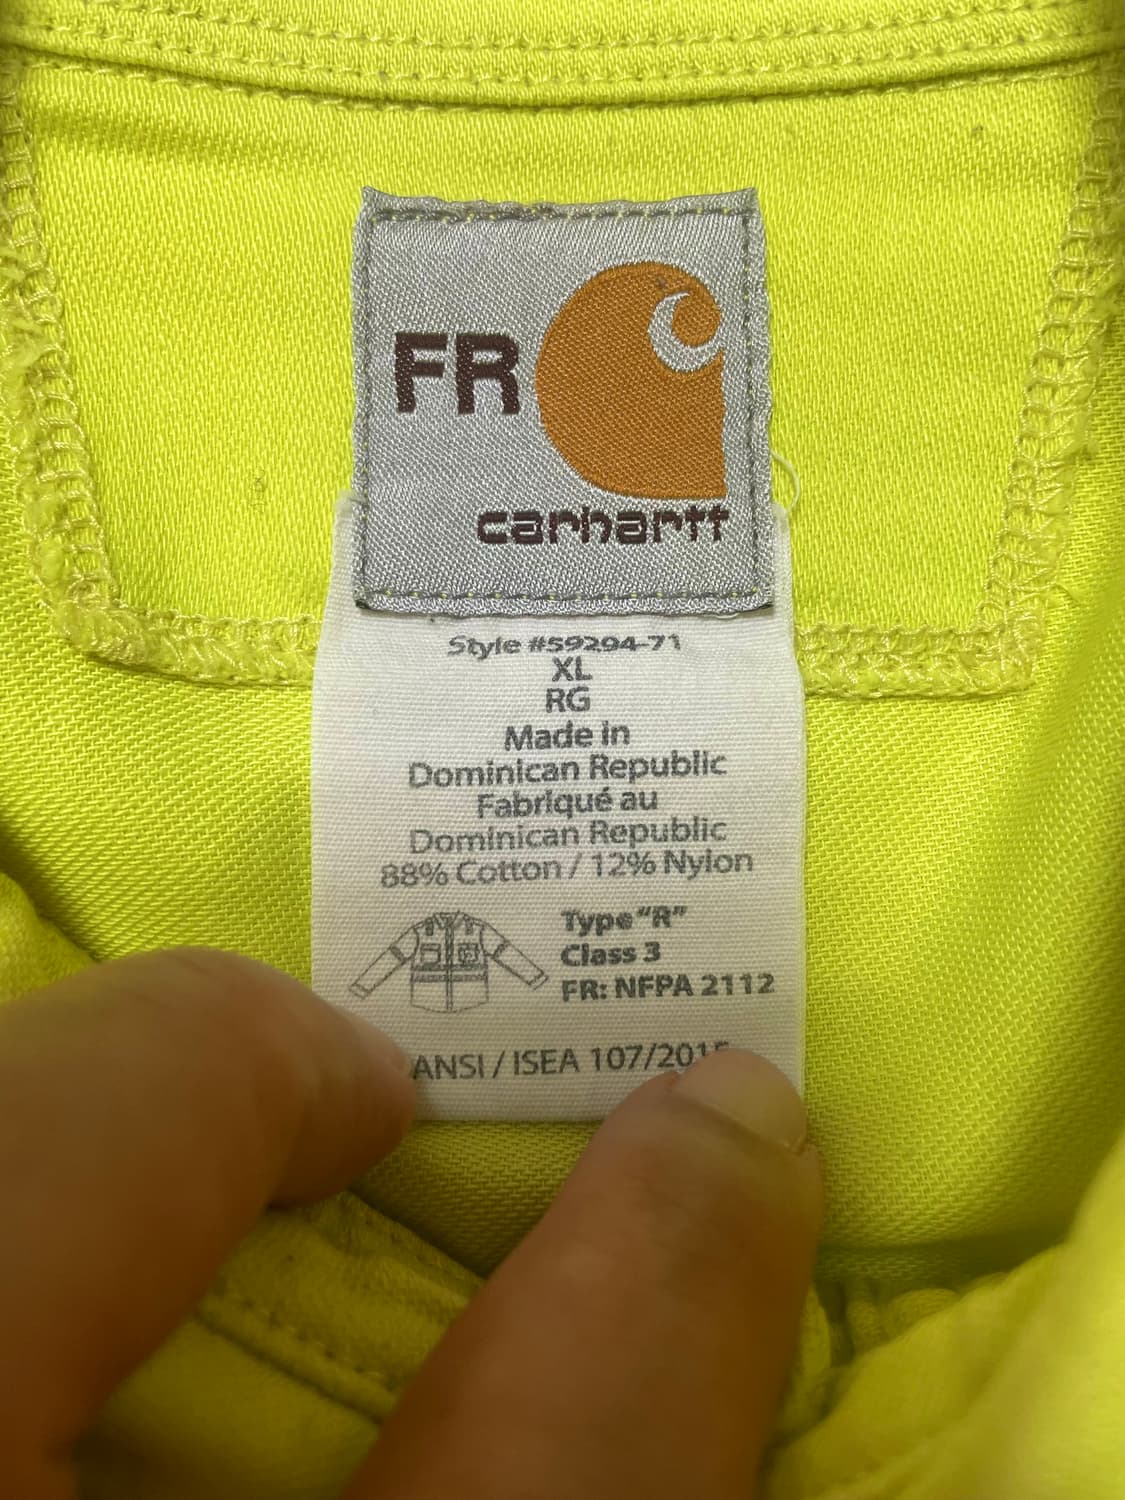 FR
carhartt
Style #59294-71
XL
RG
Made in
Dominican Republic
Fabriqué au
Dominican Republic
88% Cotton / 12% Nylon
Type "R"
Class 3
FR: NFPA 2112
ANSI / ISEA 107/2015